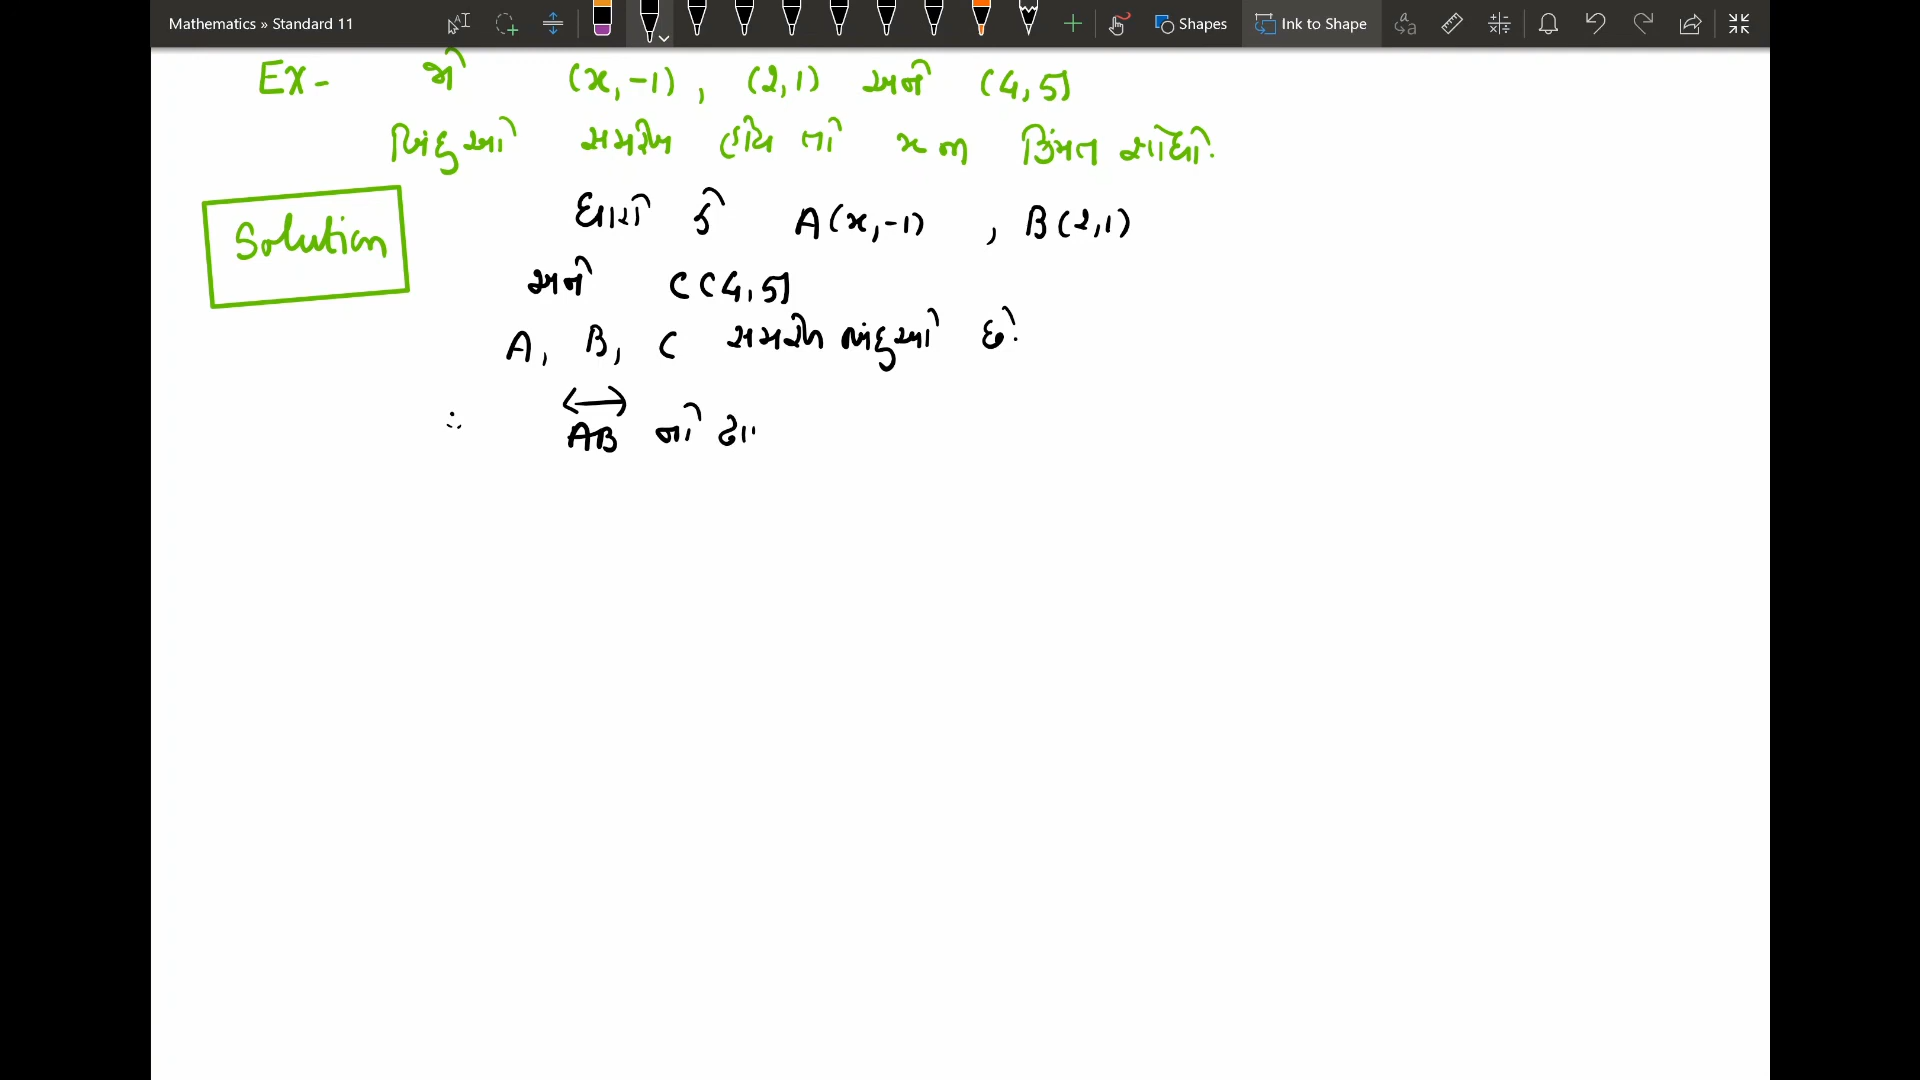 Mathematics » Standard 11
Shapes
Ink to Shape
Ex- જો (x,-1), (2,1) અને (4,5)
બિંદુઓ સમરેખ હોય તો x ની કિંમત શોધો.
Solution
ધારો કે A(x,-1) , B(2,1)
અને C(4,5)
A, B, C સમરેખ બિંદુઓ છે.
∴ AB નો ઢા